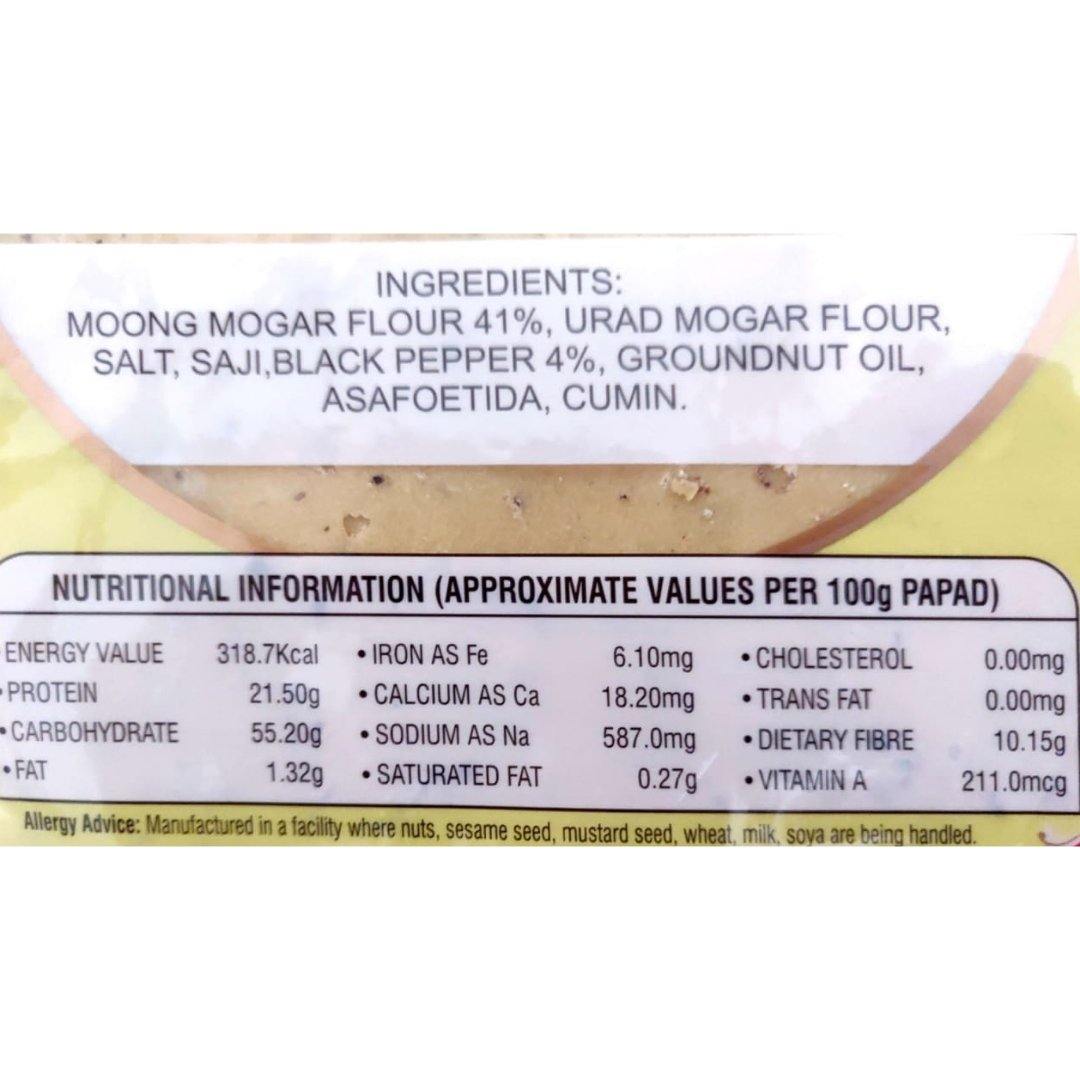 INGREDIENTS:
MOONG MOGAR FLOUR 41%, URAD MOGAR FLOUR,
SALT, SAJI,BLACK PEPPER 4%, GROUNDNUT OIL,
ASAFOETIDA, CUMIN.
NUTRITIONAL INFORMATION (APPROXIMATE VALUES PER 100g PAPAD)
• ENERGY VALUE 318.7Kcal • IRON AS Fe 6.10mg • CHOLESTEROL 0.00mg
• PROTEIN 21.50g • CALCIUM AS Ca 18.20mg • TRANS FAT 0.00mg
• CARBOHYDRATE 55.20g • SODIUM AS Na 587.0mg • DIETARY FIBRE 10.15g
• FAT 1.32g • SATURATED FAT 0.27g • VITAMIN A 211.0mcg
Allergy Advice: Manufactured in a facility where nuts, sesame seed, mustard seed, wheat, milk, soya are being handled.